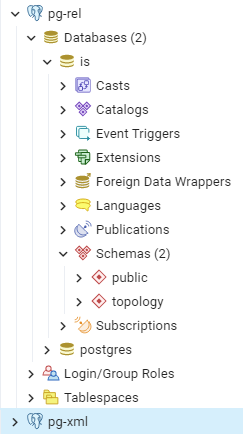 pg-rel
Databases (2)
is
Casts
Catalogs
Event Triggers
Extensions
Foreign Data Wrappers
Languages
Publications
Schemas (2)
public
topology
Subscriptions
postgres
Login/Group Roles
Tablespaces
pg-xml